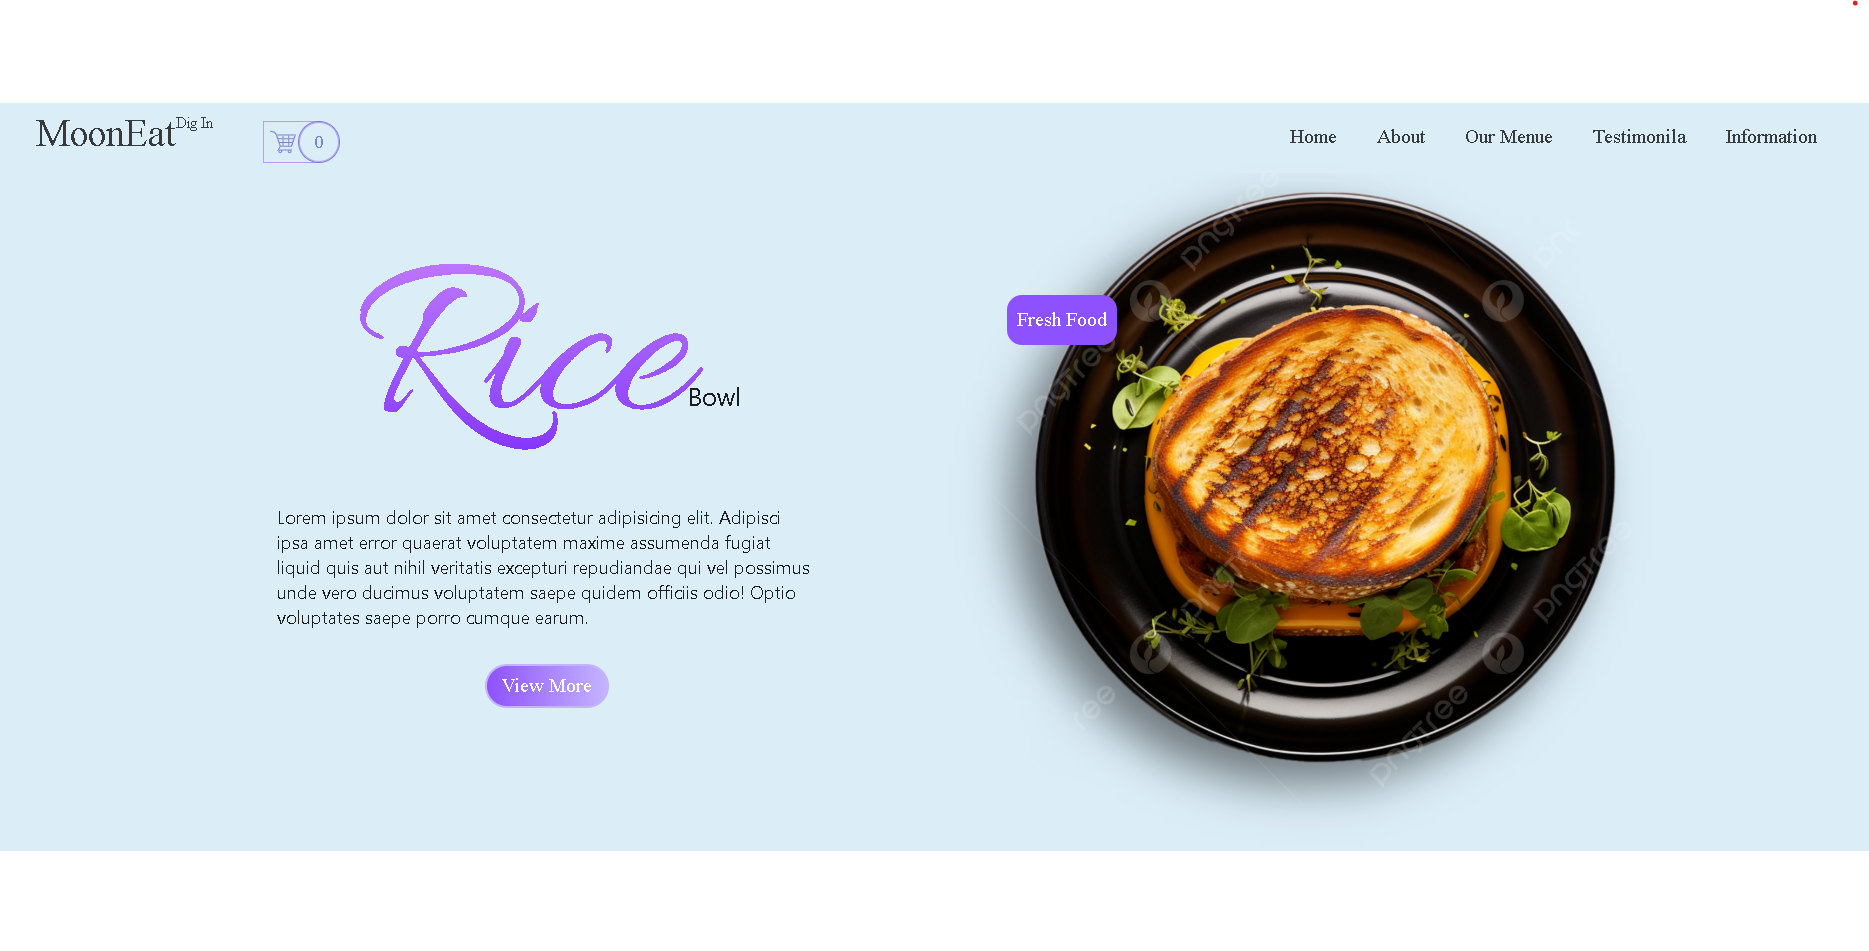 MoonEat Dig In
0
Home About Our Menue Testimonila Information
Rice Bowl
Lorem ipsum dolor sit amet consectetur adipisicing elit. Adipisci
ipsa amet error quaerat voluptatem maxime assumenda fugiat
liquid quis aut nihil veritatis excepturi repudiandae qui vel possimus
unde vero ducimus voluptatem saepe quidem officiis odio! Optio
voluptates saepe porro cumque earum.
View More
Fresh Food
pngtree
pngtree
pngtree
pngtree